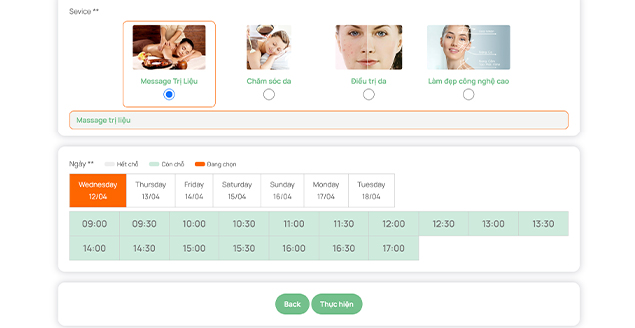 Sevice **
Message Trị Liệu
Chăm sóc da
Điều trị da
Làm đẹp công nghệ cao
Massage trị liệu
Ngày ** Hết chỗ Còn chỗ Đang chọn
Wednesday Thursday Friday Saturday Sunday Monday Tuesday
12/04 13/04 14/04 15/04 16/04 17/04 18/04
09:00 09:30 10:00 10:30 11:00 11:30 12:00 12:30 13:00 13:30
14:00 14:30 15:00 15:30 16:00 16:30 17:00
Back Thực hiện